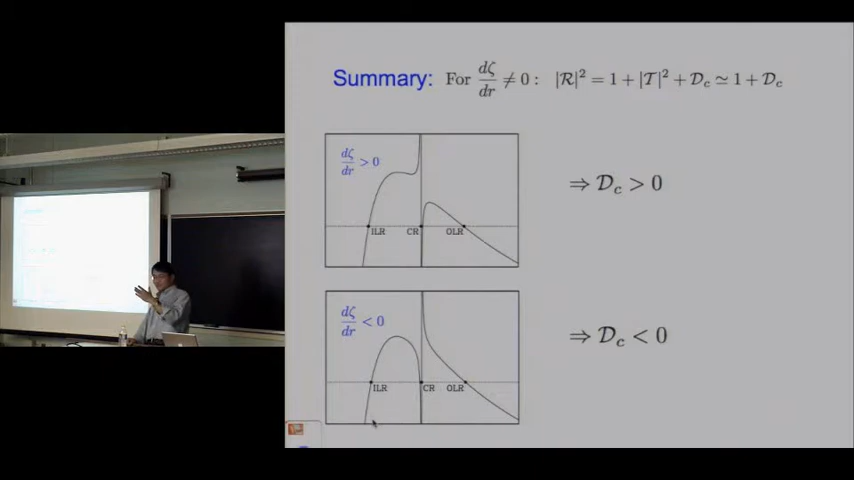 Summary: For dζ/dr ≠ 0 : |R|² = 1 + |T|² + D_c ≃ 1 + D_c
dζ/dr > 0
⇒ D_c > 0
ILR CR OLR
dζ/dr < 0
⇒ D_c < 0
ILR CR OLR